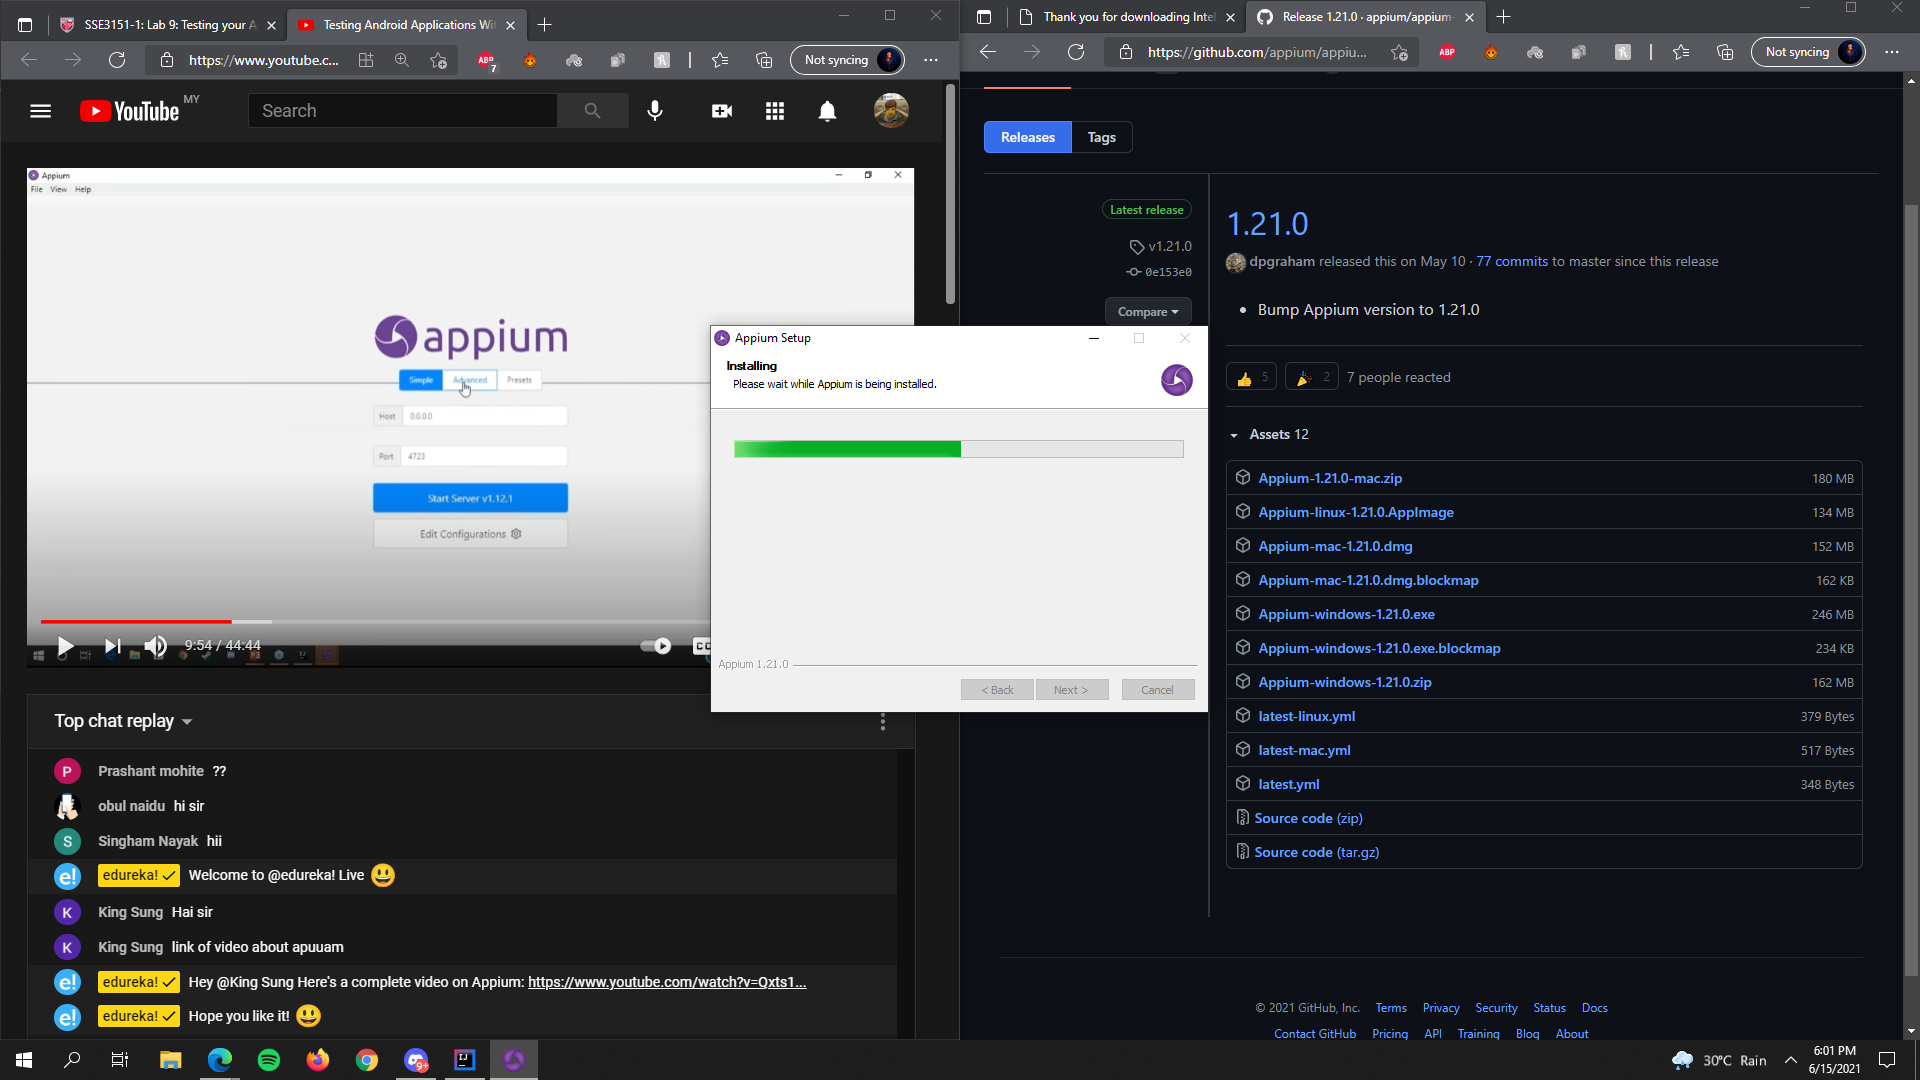 SSE3151-1: Lab 9: Testing your A
Testing Android Applications Wit
https://www.youtube.c...
ABP
7
Not syncing
YouTube
MY
Search
Appium
File View Help
appium
Simple Advanced Presets
Host 0.0.0.0
Port 4723
Start Server v1.12.1
Edit Configurations
9:54 / 44:44
CC
Top chat replay
P Prashant mohite ??
obul naidu hi sir
S Singham Nayak hii
e! edureka! Welcome to @edureka! Live
K King Sung Hai sir
K King Sung link of video about apuuam
e! edureka! Hey @King Sung Here's a complete video on Appium: https://www.youtube.com/watch?v=Qxts1...
e! edureka! Hope you like it!
Appium Setup
Installing
Please wait while Appium is being installed.
Appium 1.21.0
< Back
Next >
Cancel
Thank you for downloading Intel
Release 1.21.0 · appium/appium-
https://github.com/appium/appiu...
ABP
Not syncing
Releases
Tags
Latest release
v1.21.0
0e153e0
Compare
1.21.0
dpgraham released this on May 10 · 77 commits to master since this release
Bump Appium version to 1.21.0
5
2
7 people reacted
Assets 12
Appium-1.21.0-mac.zip 180 MB
Appium-linux-1.21.0.AppImage 134 MB
Appium-mac-1.21.0.dmg 152 MB
Appium-mac-1.21.0.dmg.blockmap 162 KB
Appium-windows-1.21.0.exe 246 MB
Appium-windows-1.21.0.exe.blockmap 234 KB
Appium-windows-1.21.0.zip 162 MB
latest-linux.yml 379 Bytes
latest-mac.yml 517 Bytes
latest.yml 348 Bytes
Source code (zip)
Source code (tar.gz)
© 2021 GitHub, Inc. Terms Privacy Security Status Docs
Contact GitHub Pricing API Training Blog About
9+
IJ
30°C Rain
6:01 PM
6/15/2021